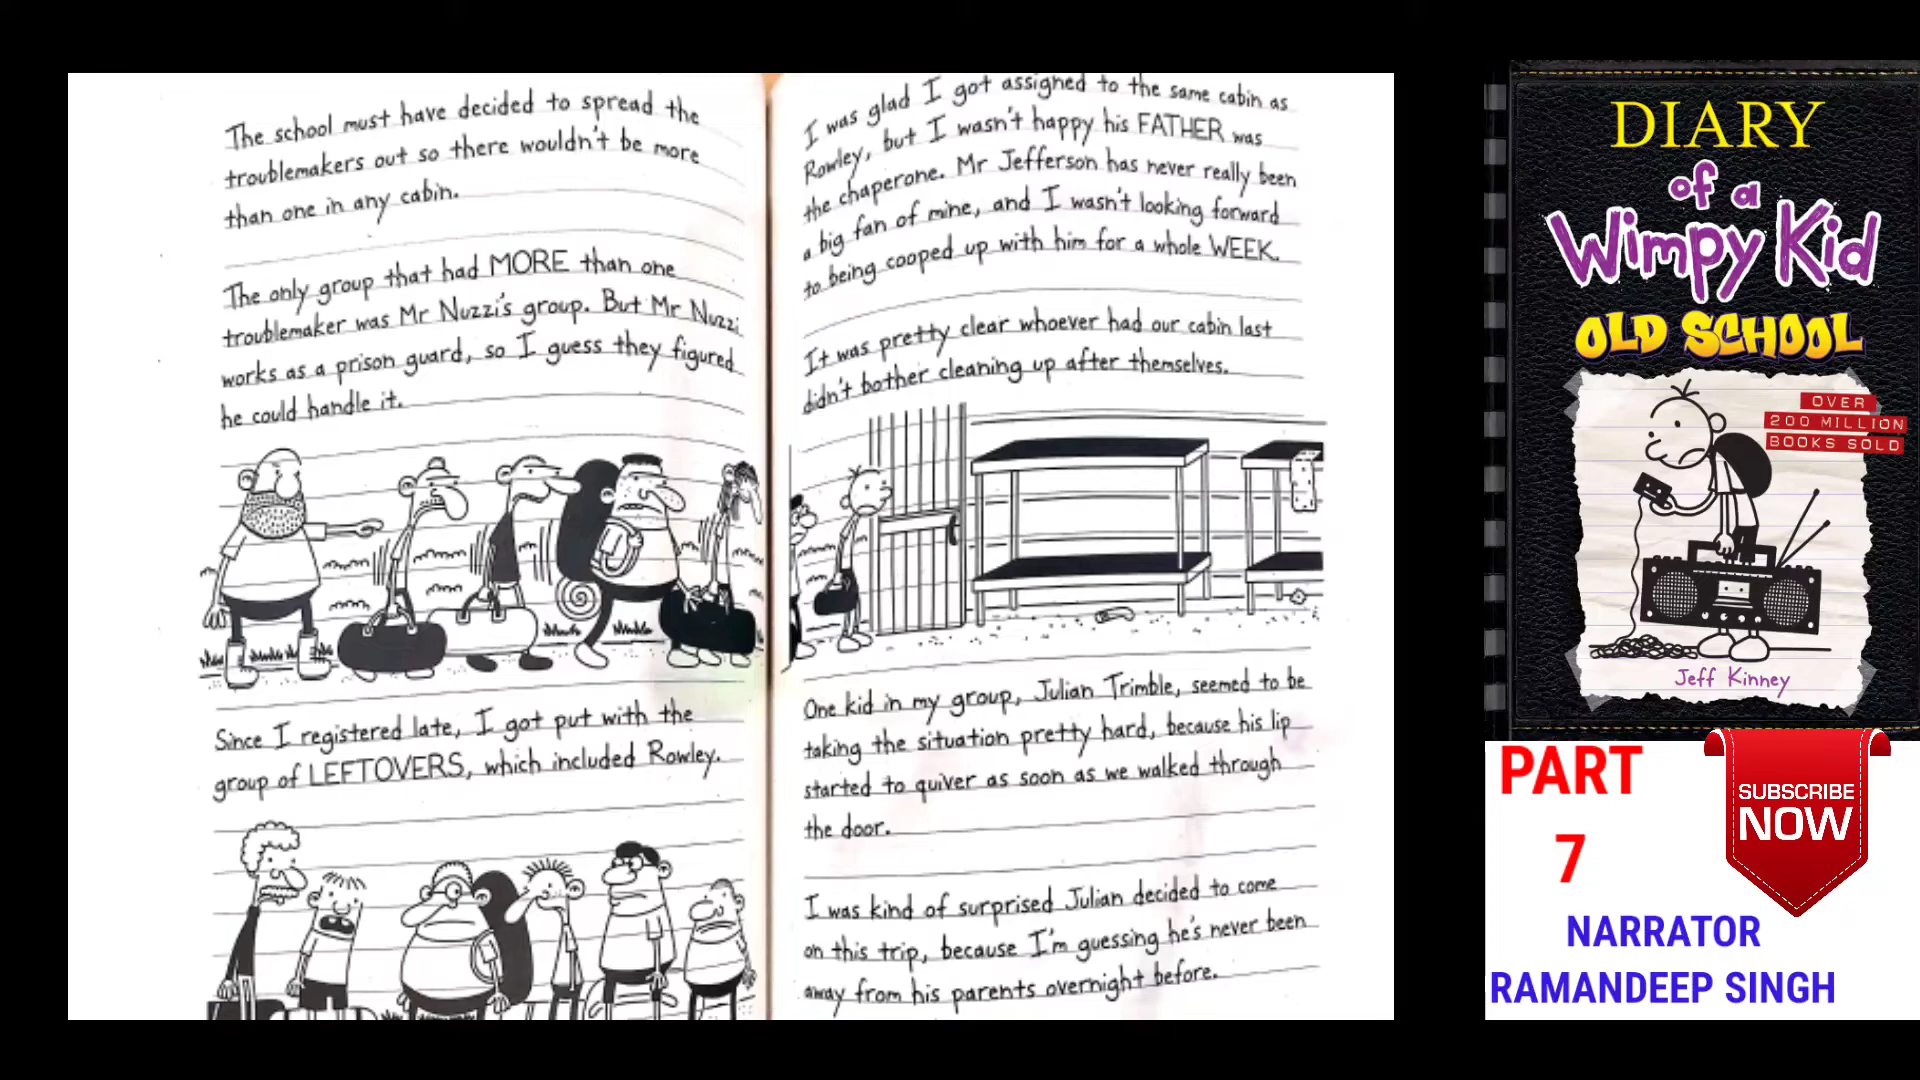 The school must have decided to spread the
troublemakers out so there wouldn't be more
than one in any cabin.
The only group that had MORE than one
troublemaker was Mr Nuzzi's group. But Mr Nuzzi
works as a prison guard, so I guess they figured
he could handle it.
Since I registered late, I got put with the
group of LEFTOVERS, which included Rowley.
I was glad I got assigned to the same cabin as
Rowley, but I wasn't happy his FATHER was
the chaperone. Mr Jefferson has never really been
a big fan of mine, and I wasn't looking forward
to being cooped up with him for a whole WEEK.
It was pretty clear whoever had our cabin last
didn't bother cleaning up after themselves.
One kid in my group, Julian Trimble, seemed to be
taking the situation pretty hard, because his lip
started to quiver as soon as we walked through
the door.
I was kind of surprised Julian decided to come
on this trip, because I'm guessing he's never been
away from his parents overnight before.
DIARY
of a
Wimpy Kid
OLD SCHOOL
OVER
200 MILLION
BOOKS SOLD
Jeff Kinney
PART
7
SUBSCRIBE
NOW
NARRATOR
RAMANDEEP SINGH